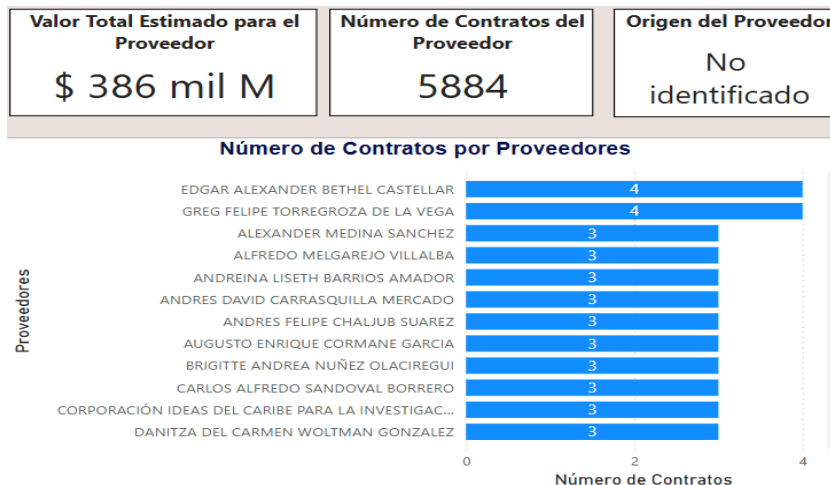 Valor Total Estimado para el
Proveedor
$ 386 mil M
Número de Contratos del
Proveedor
5884
Origen del Proveedor
No
identificado
Número de Contratos por Proveedores
Proveedores
EDGAR ALEXANDER BETHEL CASTELLAR 4
GREG FELIPE TORREGROZA DE LA VEGA 4
ALEXANDER MEDINA SANCHEZ 3
ALFREDO MELGAREJO VILLALBA 3
ANDREINA LISETH BARRIOS AMADOR 3
ANDRES DAVID CARRASQUILLA MERCADO 3
ANDRES FELIPE CHALJUB SUAREZ 3
AUGUSTO ENRIQUE CORMANE GARCIA 3
BRIGITTE ANDREA NUÑEZ OLACIREGUI 3
CARLOS ALFREDO SANDOVAL BORRERO 3
CORPORACIÓN IDEAS DEL CARIBE PARA LA INVESTIGAC... 3
DANITZA DEL CARMEN WOLTMAN GONZALEZ 3
0 2 4
Número de Contratos